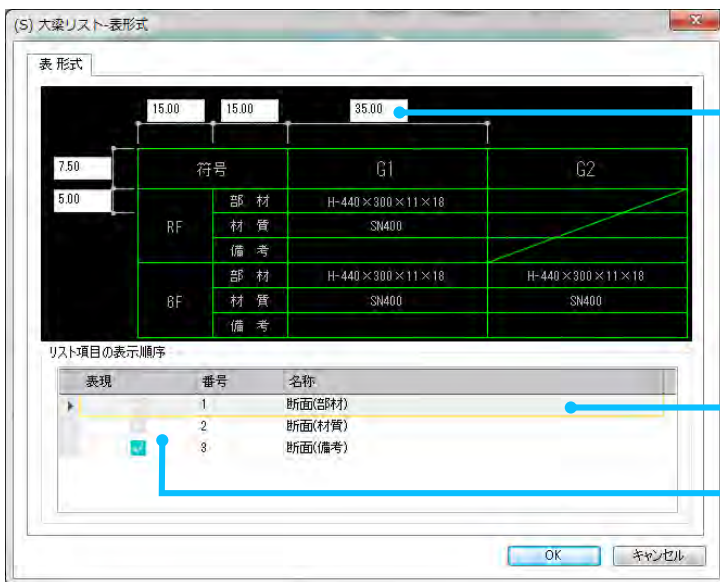 (S) 大梁リスト-表形式
表 形式
15.00 15.00 35.00
7.50 符号 G1 G2
5.00 部 材 H-440×300×11×18
RF 材 質 SN400
備 考
部 材 H-440×300×11×18 H-440×300×11×18
6F 材 質 SN400 SN400
備 考
リスト項目の表示順序
表現 番号 名称
1 断面(部材)
2 断面(材質)
3 断面(備考)
OK キャンセル